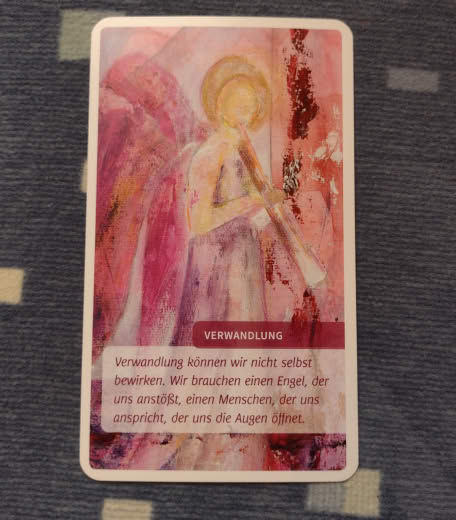 VERWANDLUNG
Verwandlung können wir nicht selbst
bewirken. Wir brauchen einen Engel, der
uns anstößt, einen Menschen, der uns
anspricht, der uns die Augen öffnet.